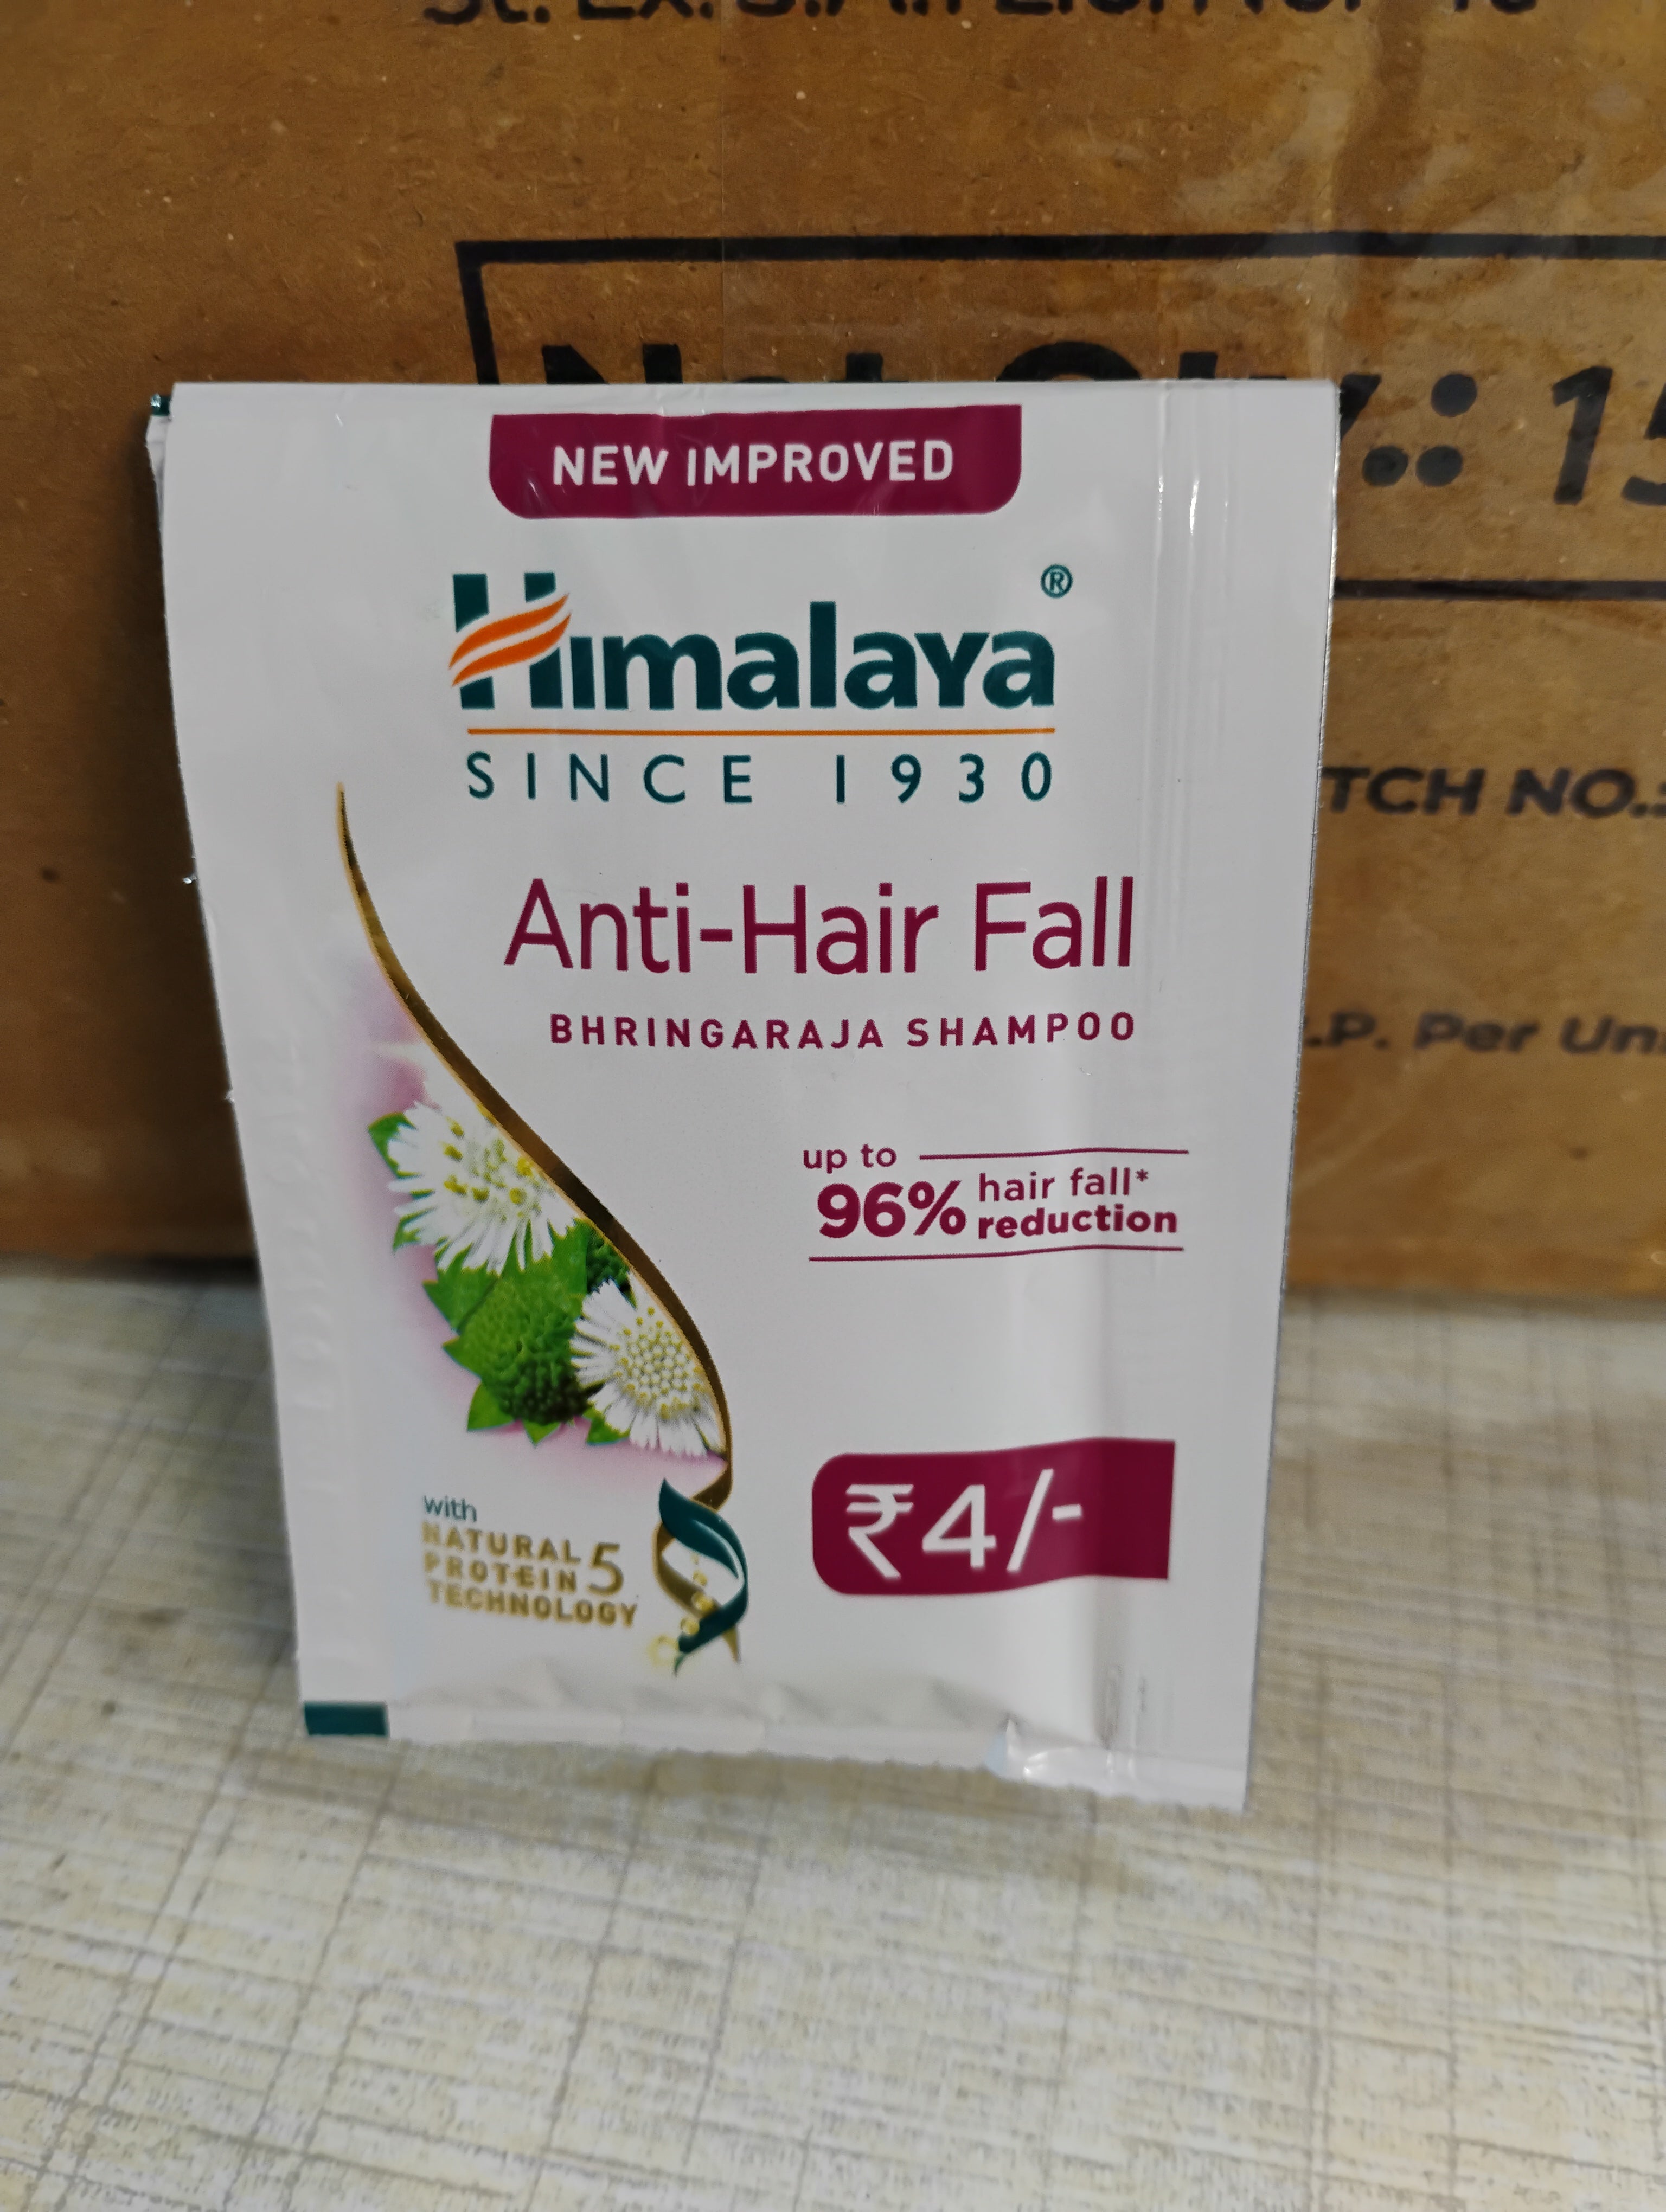 NEW IMPROVED
Himalaya®
SINCE 1930
Anti-Hair Fall
BHRINGARAJA SHAMPOO
up to
96% hair fall*
reduction
with
NATURAL
PROTEIN 5
TECHNOLOGY
₹4/-
TCH NO.:
.P. Per Un